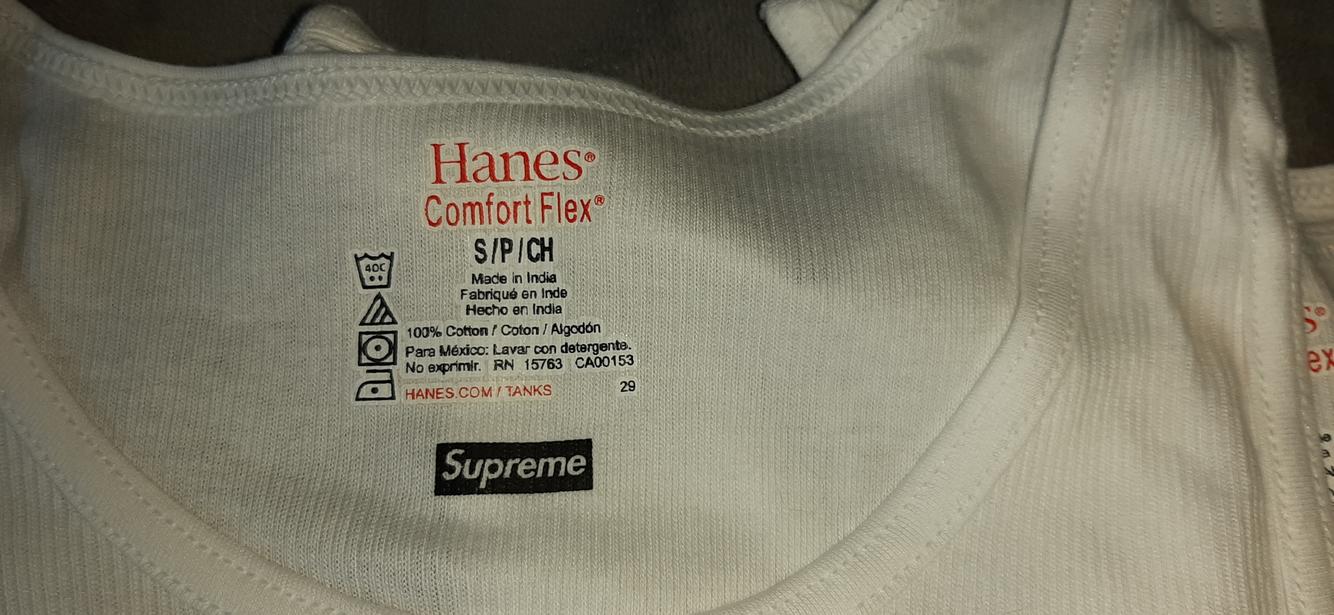 Hanes®
Comfort Flex®
S/P/CH
40C
Made in India
Fabriqué en Inde
Hecho en India
100% Cotton / Coton / Algodón
Para México: Lavar con detergente.
No exprimir. RN 15763 CA00153
HANES.COM / TANKS 29
Supreme
s®
ex